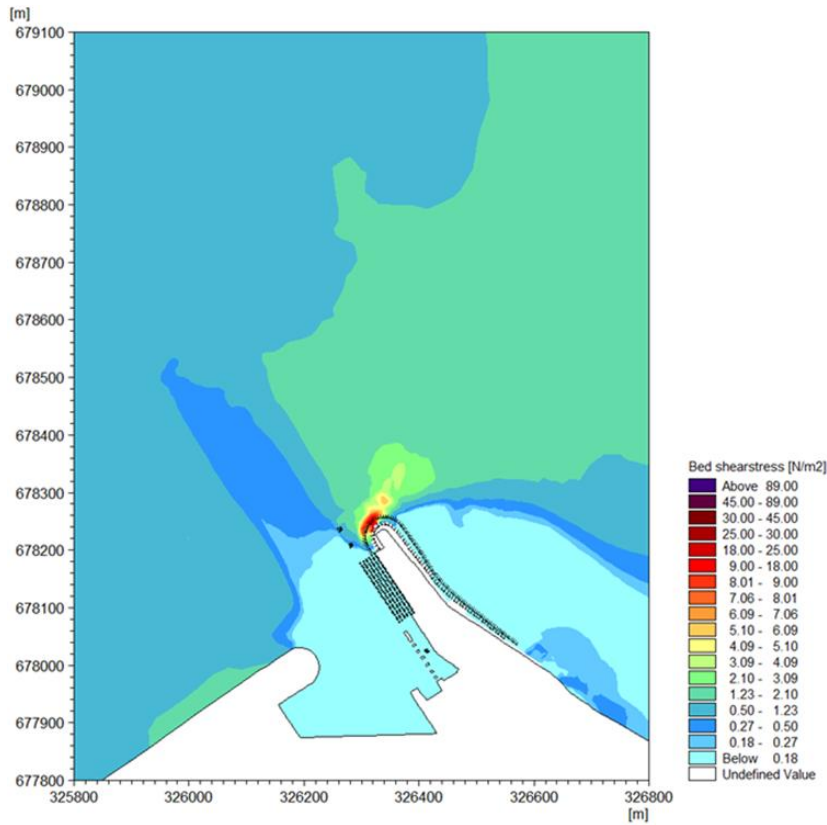 [m]
679100
679000
678900
678800
678700
678600
678500
678400
678300
678200
678100
678000
677900
677800
325800
326000
326200
326400
326600
326800
[m]
Bed shearstress [N/m2]
Above 89.00
45.00 - 89.00
30.00 - 45.00
25.00 - 30.00
18.00 - 25.00
9.00 - 18.00
8.01 - 9.00
7.06 - 8.01
6.09 - 7.06
5.10 - 6.09
4.09 - 5.10
3.09 - 4.09
2.10 - 3.09
1.23 - 2.10
0.50 - 1.23
0.27 - 0.50
0.18 - 0.27
Below 0.18
Undefined Value